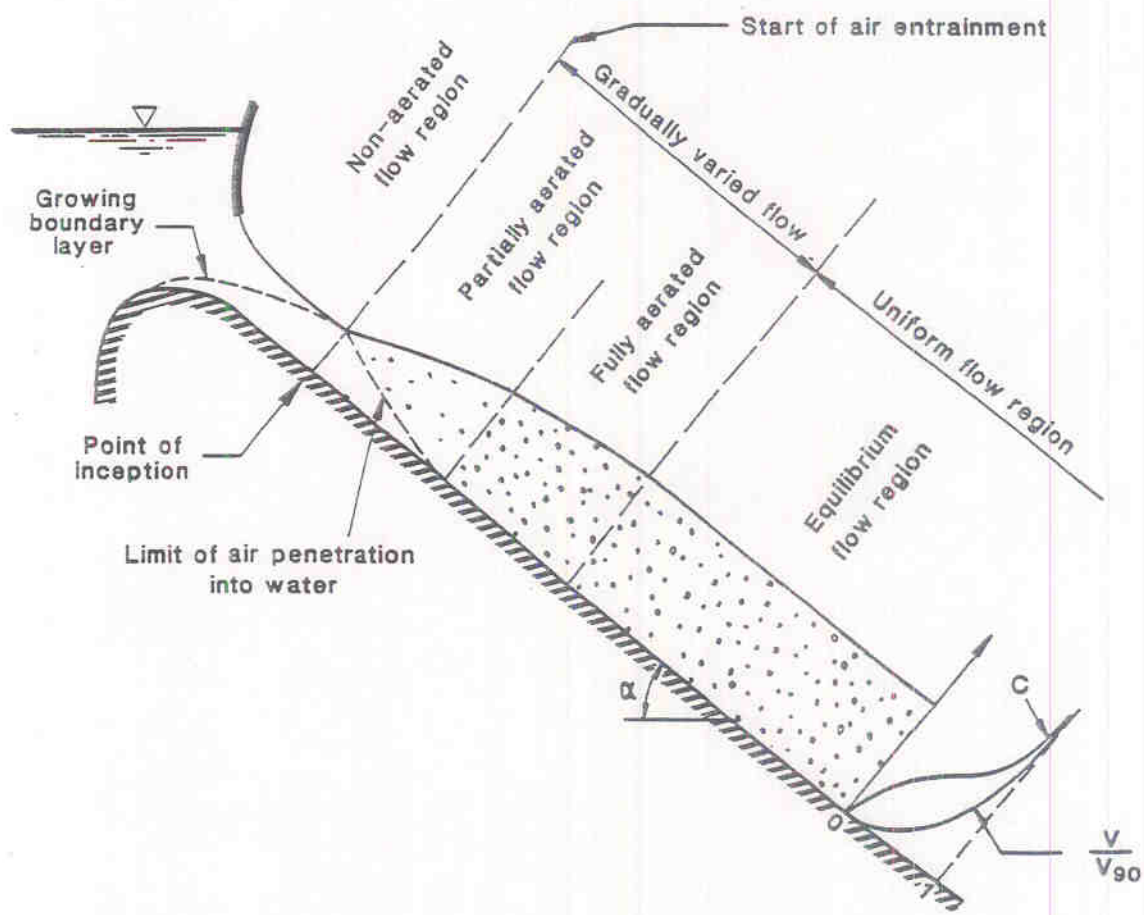 Start of air entrainment
Non-aerated
flow region
Gradually varied flow
Growing
boundary
layer
Partially aerated
flow region
Fully aerated
flow region
Uniform flow region
Point of
inception
Equilibrium
flow region
Limit of air penetration
into water
α
C
0
1
V
V90